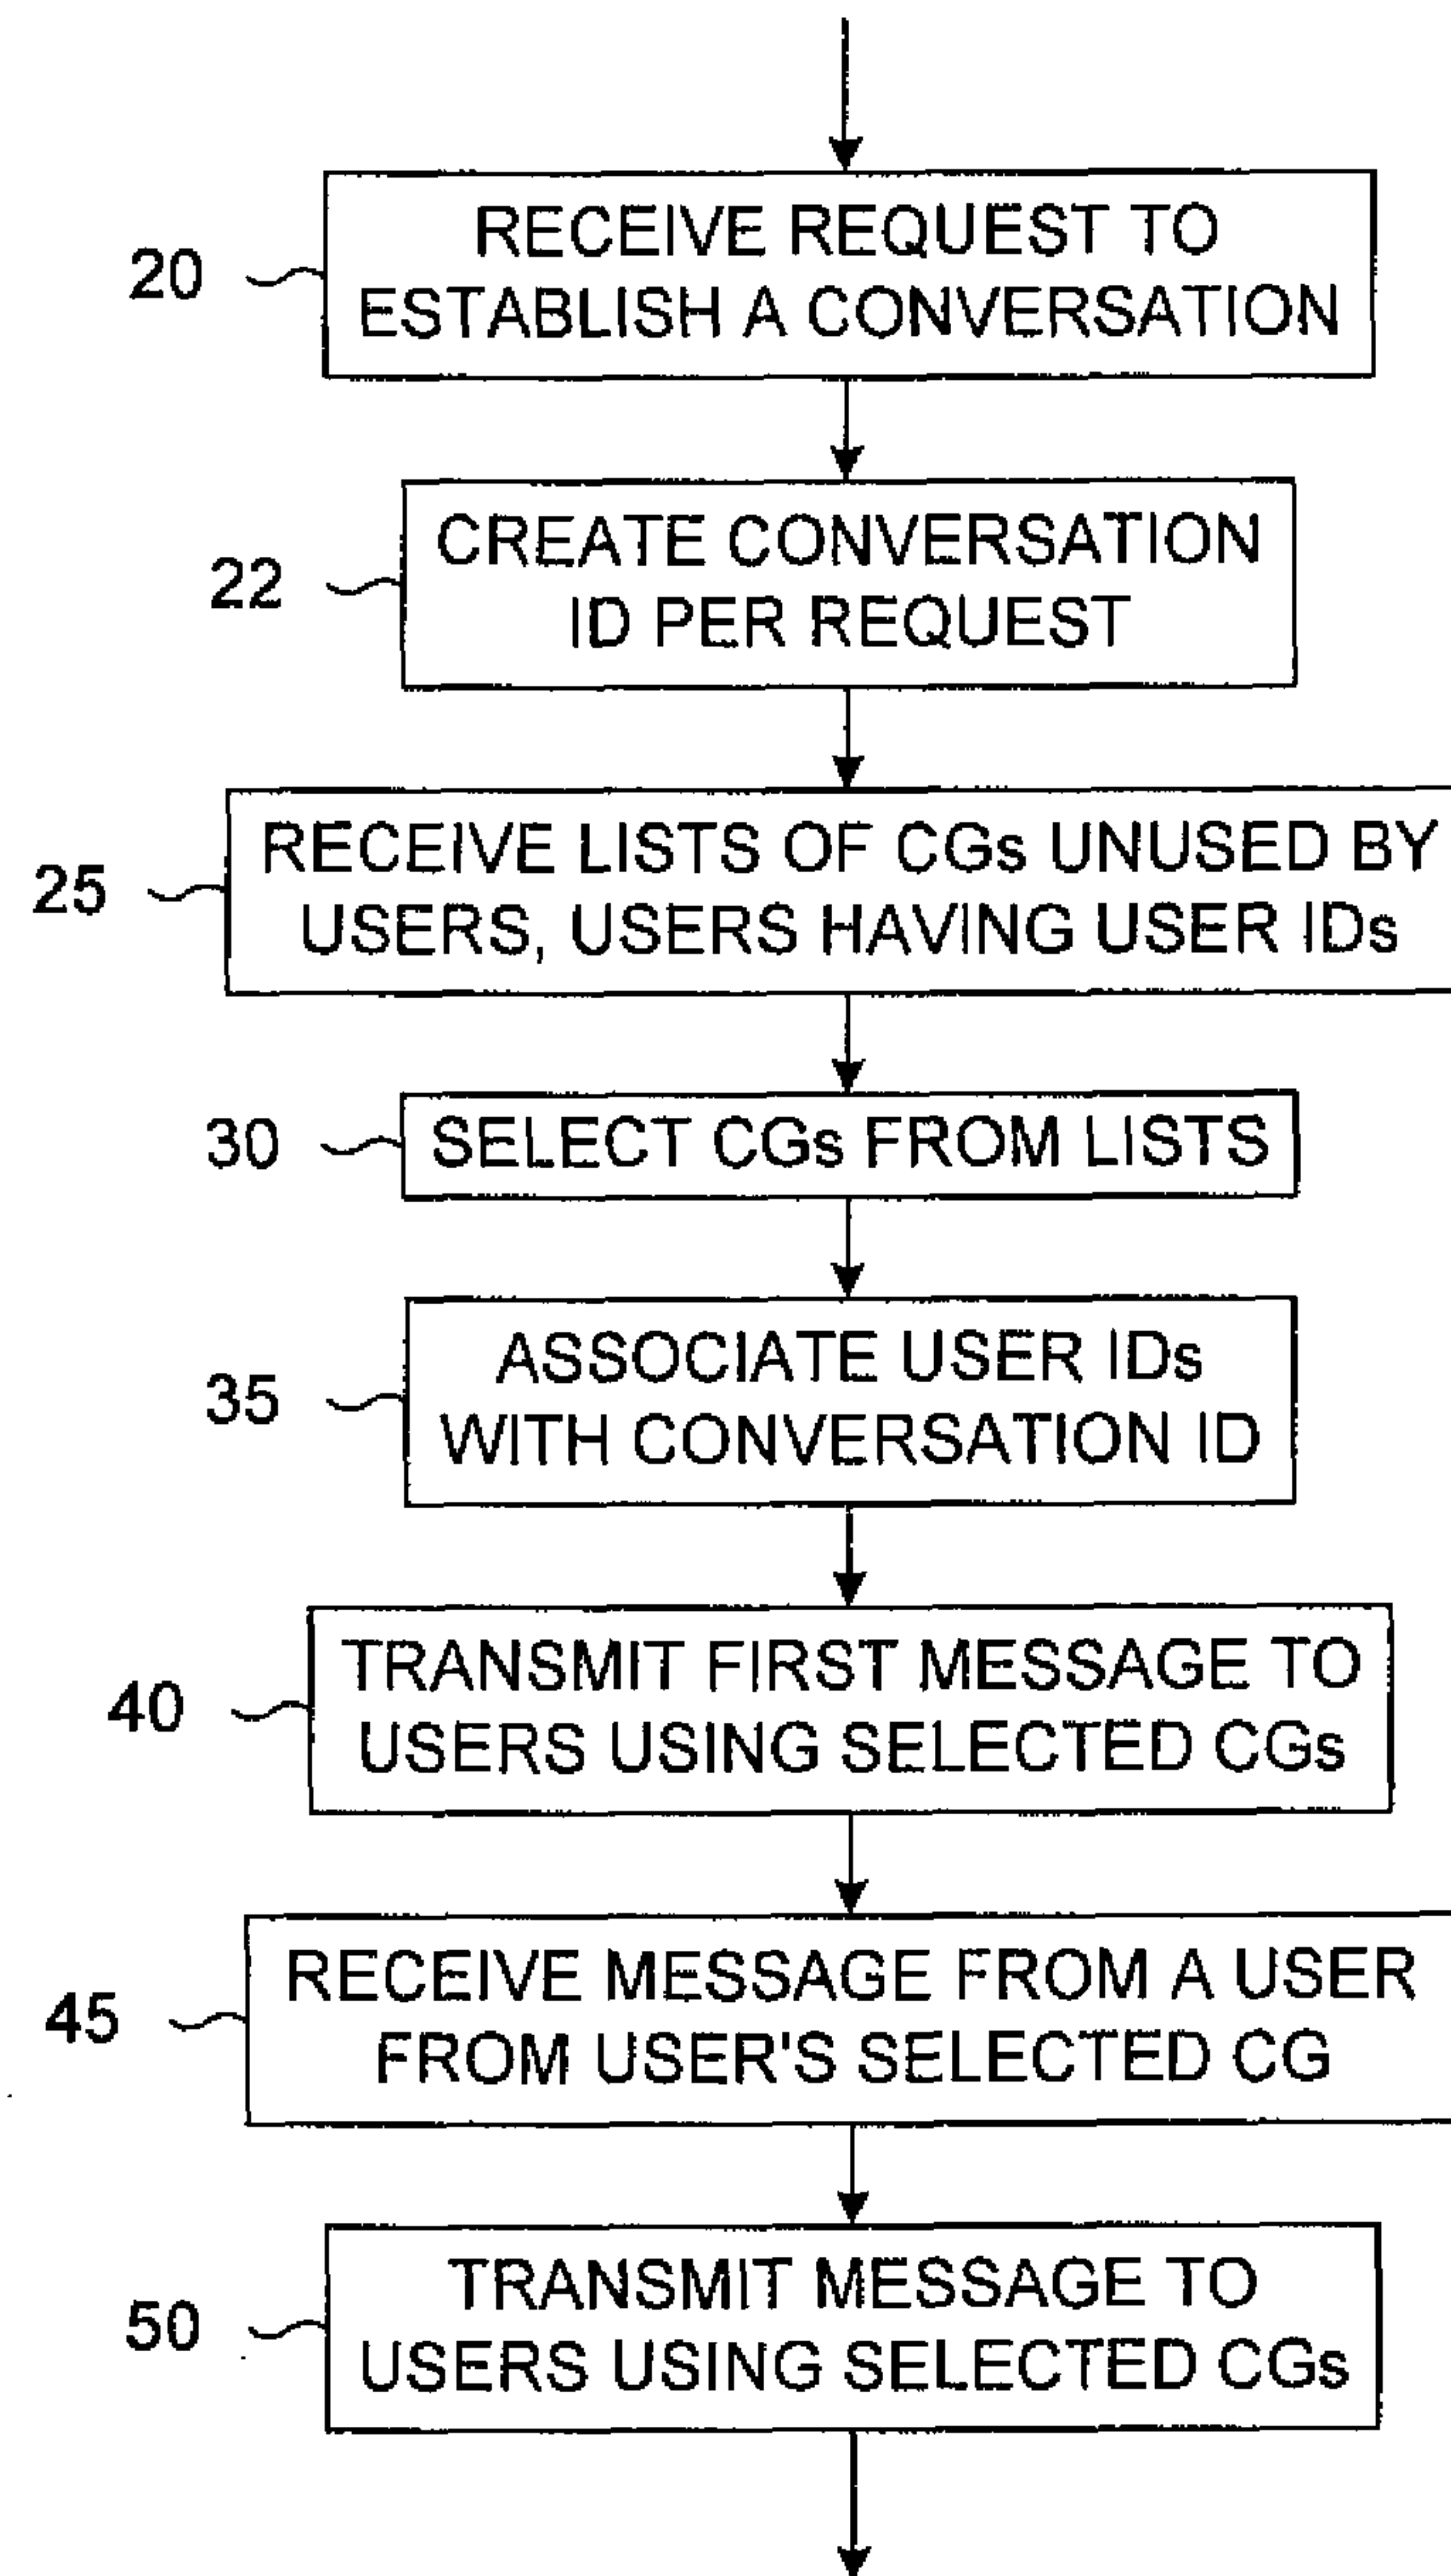 20
RECEIVE REQUEST TO
ESTABLISH A CONVERSATION
22
CREATE CONVERSATION
ID PER REQUEST
25
RECEIVE LISTS OF CGs UNUSED BY
USERS, USERS HAVING USER IDs
30
SELECT CGs FROM LISTS
35
ASSOCIATE USER IDs
WITH CONVERSATION ID
40
TRANSMIT FIRST MESSAGE TO
USERS USING SELECTED CGs
45
RECEIVE MESSAGE FROM A USER
FROM USER'S SELECTED CG
50
TRANSMIT MESSAGE TO
USERS USING SELECTED CGs